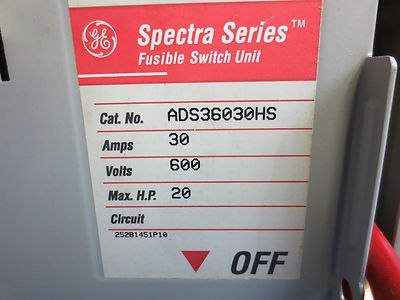 GE Spectra Series™
Fusible Switch Unit
Cat. No. ADS36030HS
Amps 30
Volts 600
Max. H.P. 20
Circuit
252B1451P10
▼ OFF